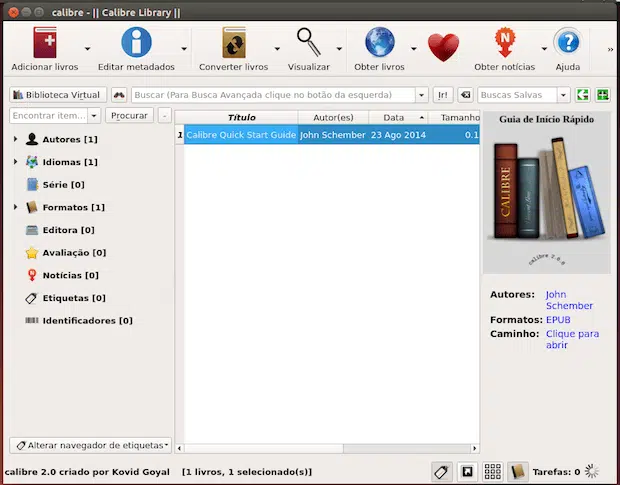 calibre - || Calibre Library ||
Adicionar livros
Editar metadados
Converter livros
Visualizar
Obter livros
Obter notícias
Ajuda
»
Biblioteca Virtual
Buscar (Para Busca Avançada clique no botão da esquerda)
Ir!
Buscas Salvas
Encontrar item...
Procurar
-
Título Autor(es) Data Tamanho
1 Calibre Quick Start Guide John Schember 23 Ago 2014 0.1
Autores [1]
Idiomas [1]
Série [0]
Formatos [1]
Editora [0]
Avaliação [0]
Notícias [0]
Etiquetas [0]
Identificadores [0]
Guia de Início Rápido
CALIBRE
calibre 2.0.0
Autores: John
Schember
Formatos: EPUB
Caminho: Clique para
abrir
Alterar navegador de etiquetas
calibre 2.0 criado por Kovid Goyal [1 livros, 1 selecionado(s)]
Tarefas: 0